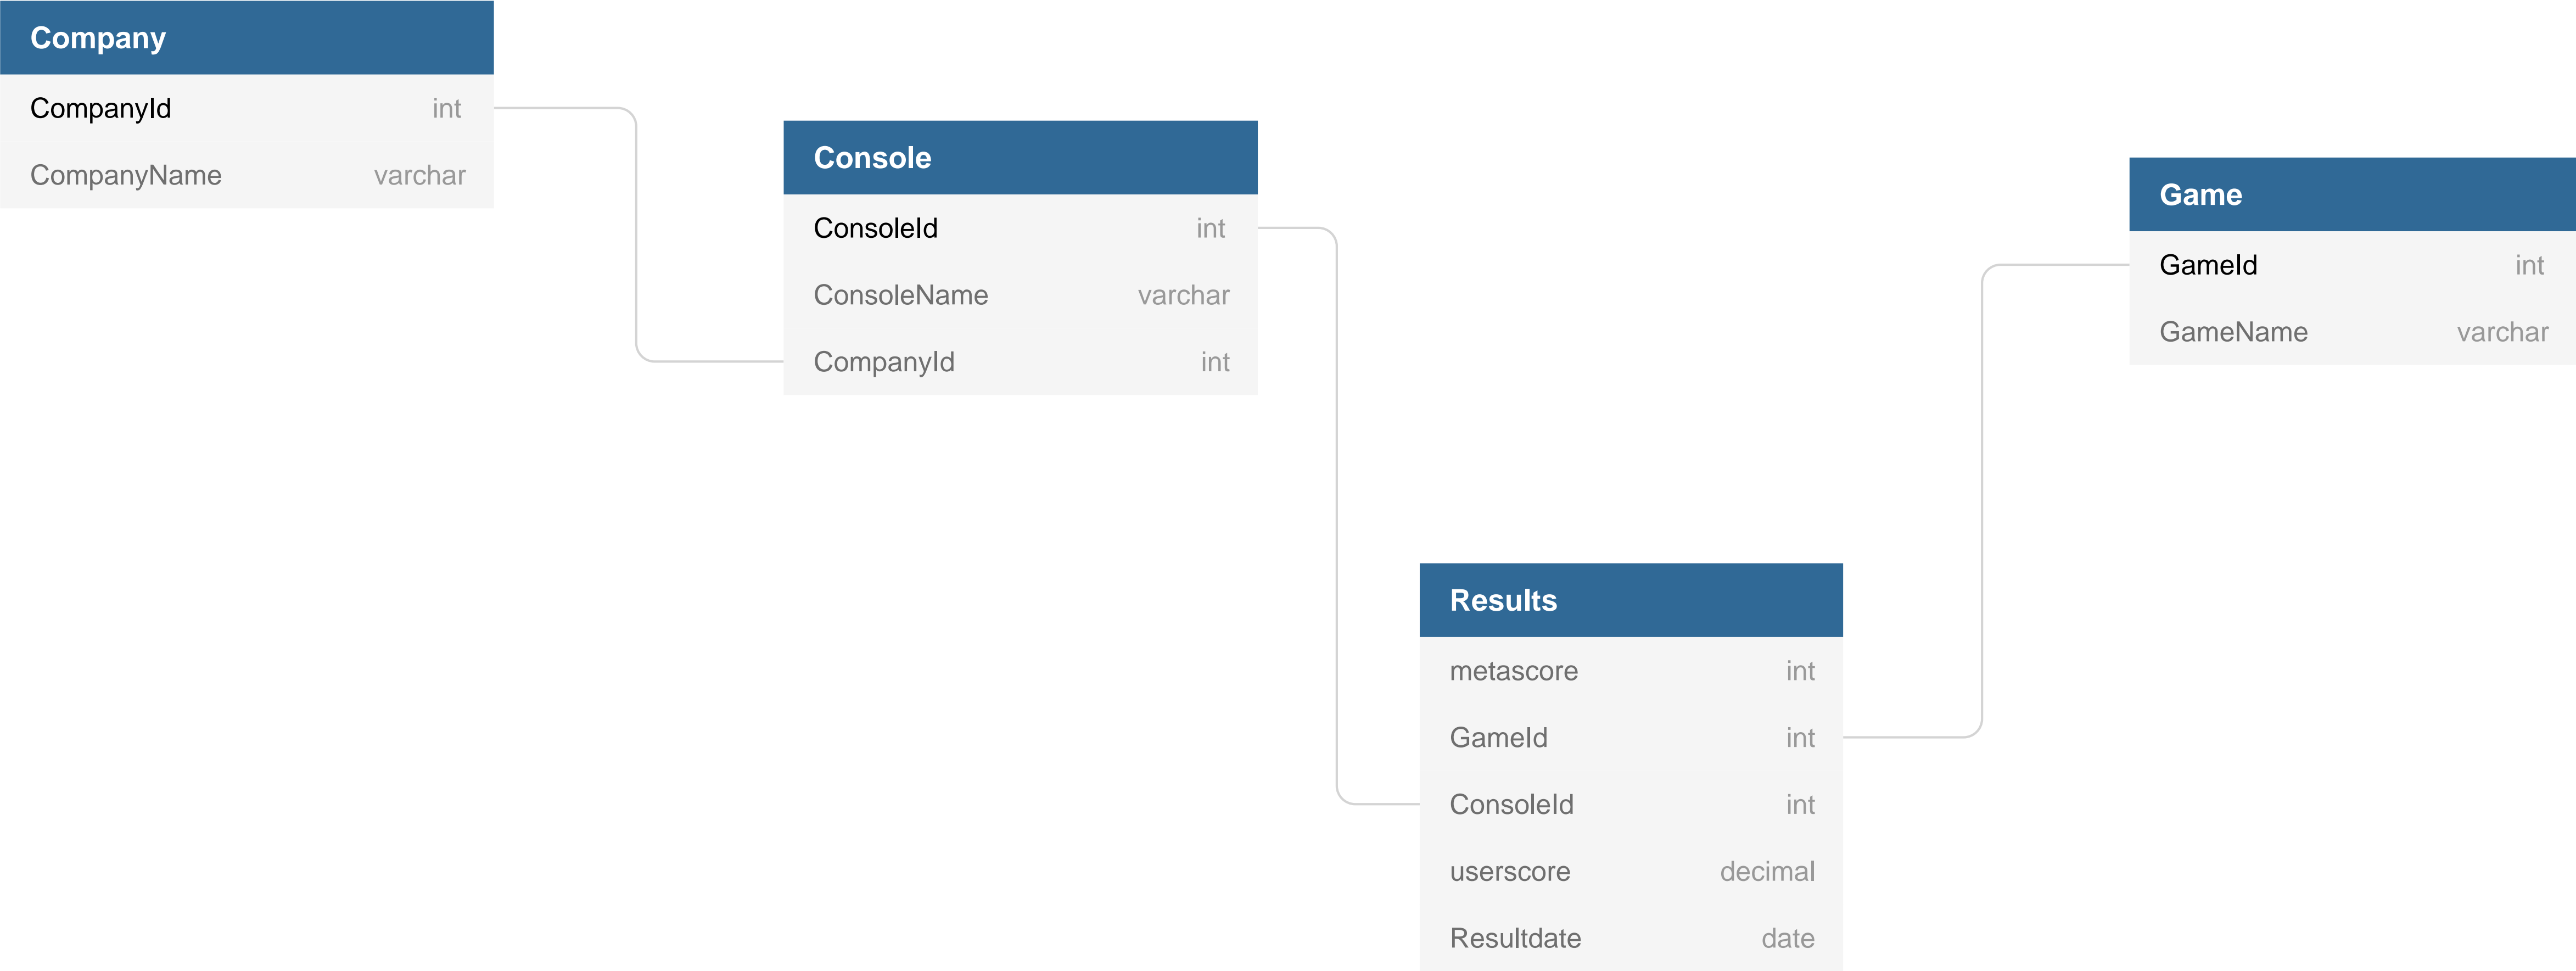 Company
CompanyId int
CompanyName varchar
Console
ConsoleId int
ConsoleName varchar
CompanyId int
Game
GameId int
GameName varchar
Results
metascore int
GameId int
ConsoleId int
userscore decimal
Resultdate date